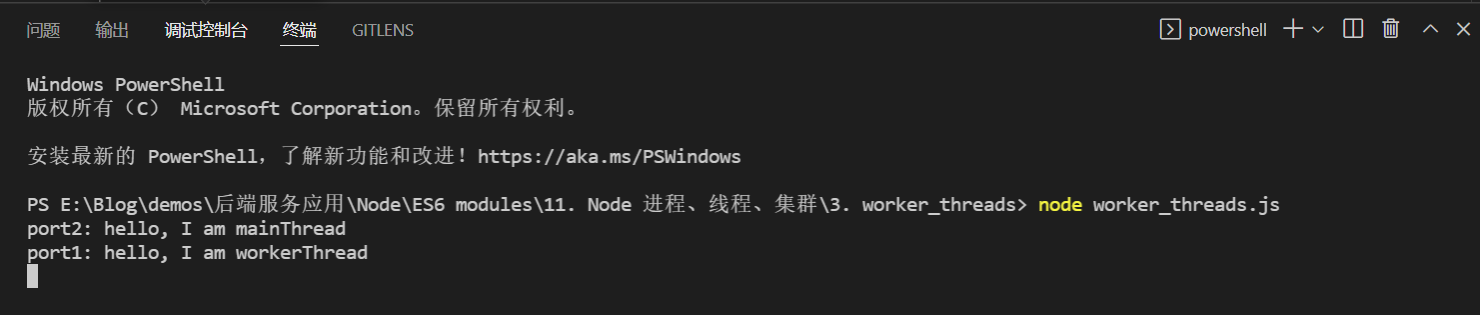 问题 输出 调试控制台 终端 GITLENS powershell
Windows PowerShell
版权所有（C） Microsoft Corporation。保留所有权利。
安装最新的 PowerShell，了解新功能和改进！https://aka.ms/PSWindows
PS E:\Blog\demos\后端服务应用\Node\ES6 modules\11. Node 进程、线程、集群\3. worker_threads> node worker_threads.js
port2: hello, I am mainThread
port1: hello, I am workerThread